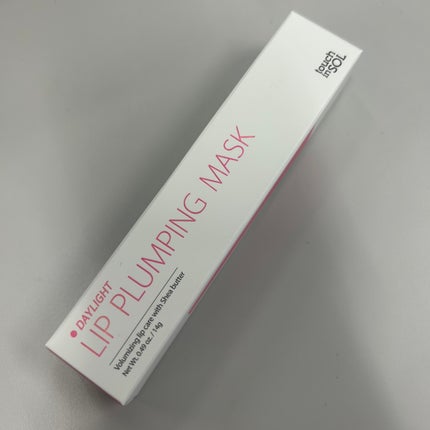 touch
in SOL
DAYLIGHT
LIP PLUMPING MASK
Volumizing lip care with Shea butter
Net Wt. 0.49 oz. / 14g